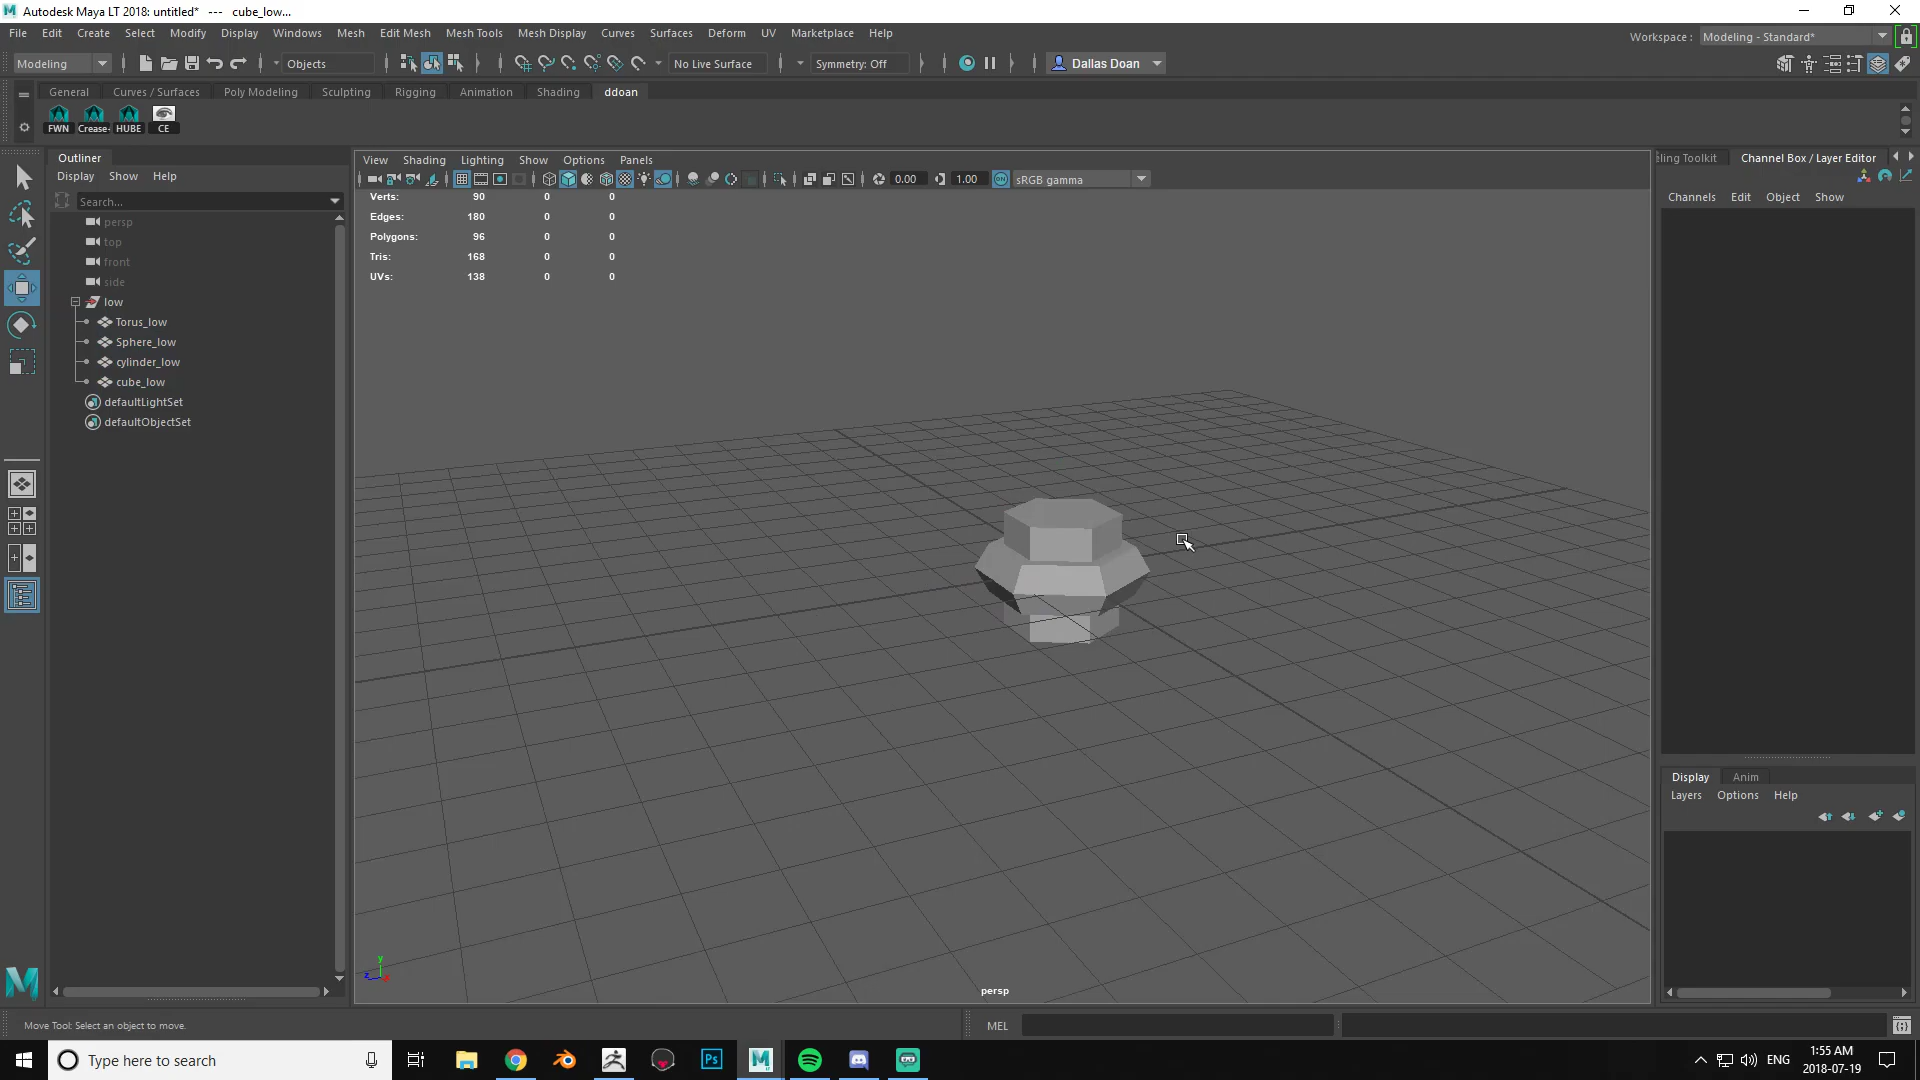 Autodesk Maya LT 2018: untitled*   ---   cube_low...
File Edit Create Select Modify Display Windows Mesh Edit Mesh Mesh Tools Mesh Display Curves Surfaces Deform UV Marketplace Help
Workspace : Modeling - Standard*
Modeling Objects No Live Surface Symmetry: Off Dallas Doan
General Curves / Surfaces Poly Modeling Sculpting Rigging Animation Shading ddoan
FWN Crease- HUBE CE
Outliner
Display Show Help
Search...
persp
top
front
side
low
Torus_low
Sphere_low
cylinder_low
cube_low
defaultLightSet
defaultObjectSet
View Shading Lighting Show Options Panels
0.00 1.00 ON sRGB gamma
Verts: 90 0 0
Edges: 180 0 0
Polygons: 96 0 0
Tris: 168 0 0
UVs: 138 0 0
y
z
x
persp
eling Toolkit Channel Box / Layer Editor
Channels Edit Object Show
Display Anim
Layers Options Help
Move Tool: Select an object to move.
MEL
Type here to search
Ps
M
LT
ENG
1:55 AM
2018-07-19